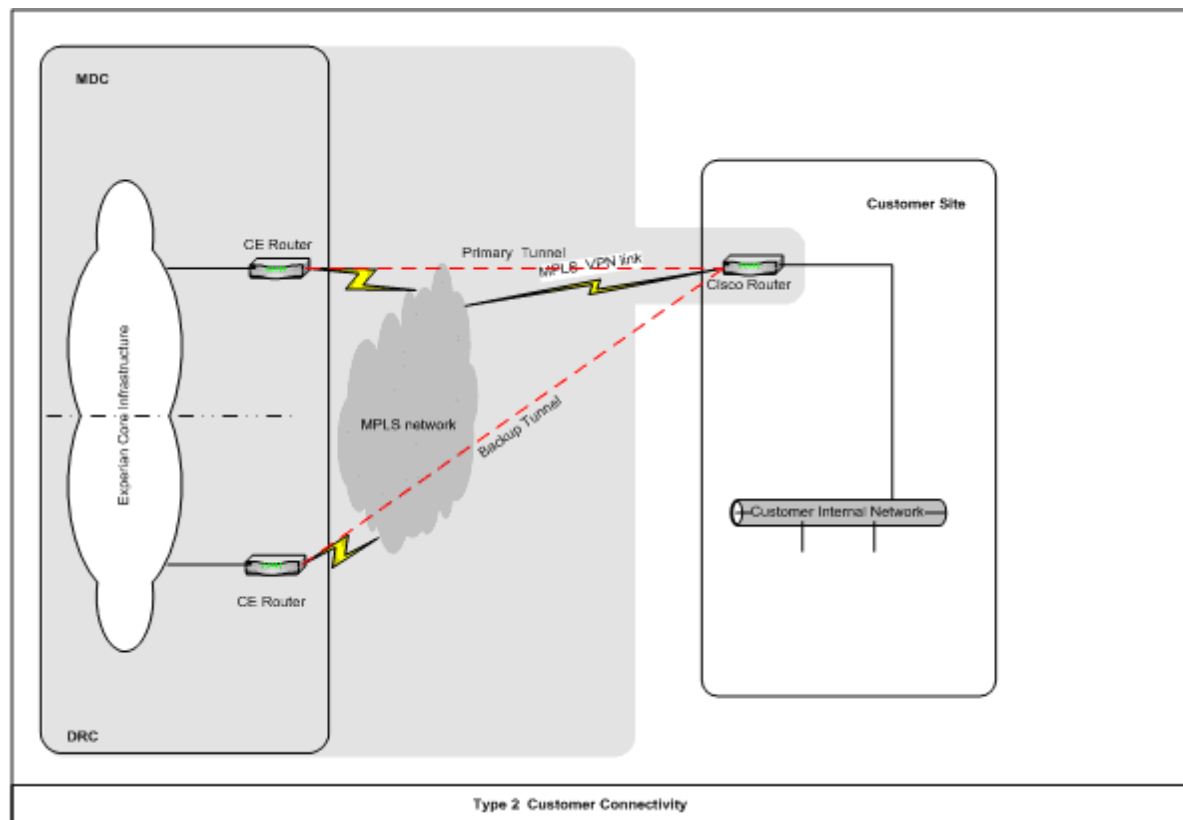 MDC
Customer Site
CE Router
Primary Tunnel
MPLS VPN link
Cisco Router
Experian Core Infrastructure
MPLS network
Backup Tunnel
Customer Internal Network
CE Router
DRC
Type 2 Customer Connectivity